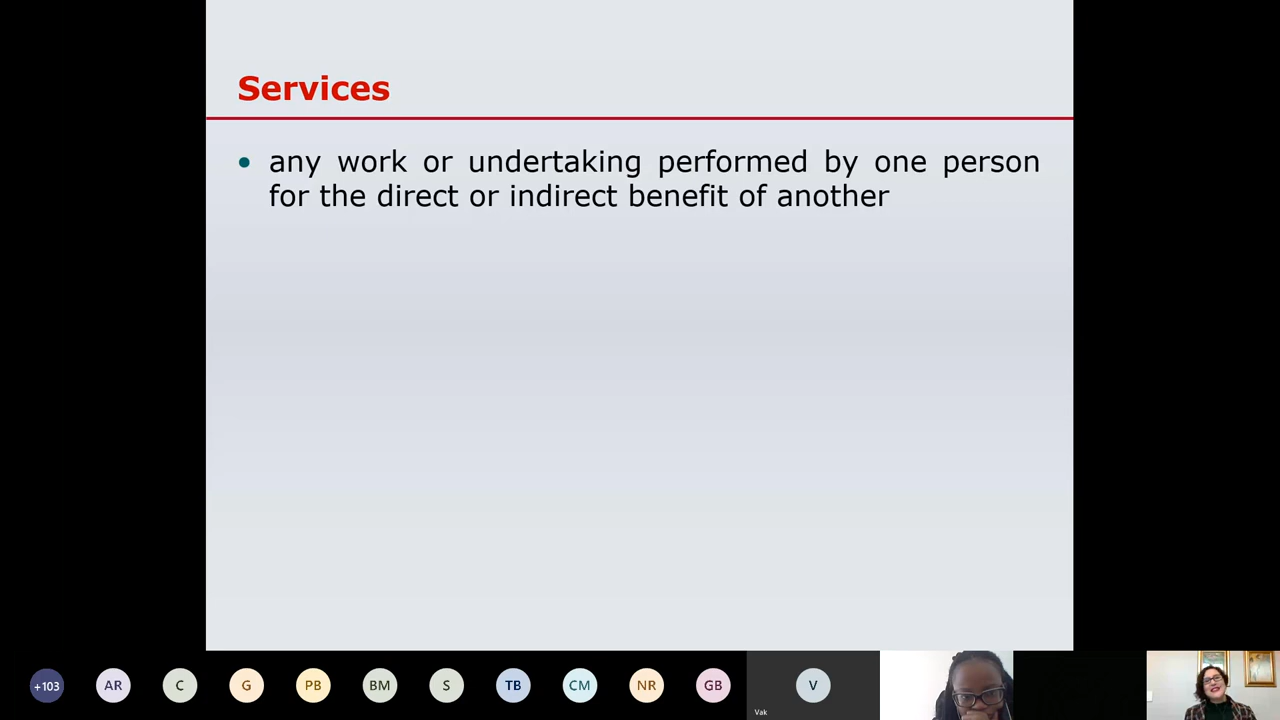 Services
• any work or undertaking performed by one person
for the direct or indirect benefit of another
+103
AR
C
G
PB
BM
S
TB
CM
NR
GB
V
Vak